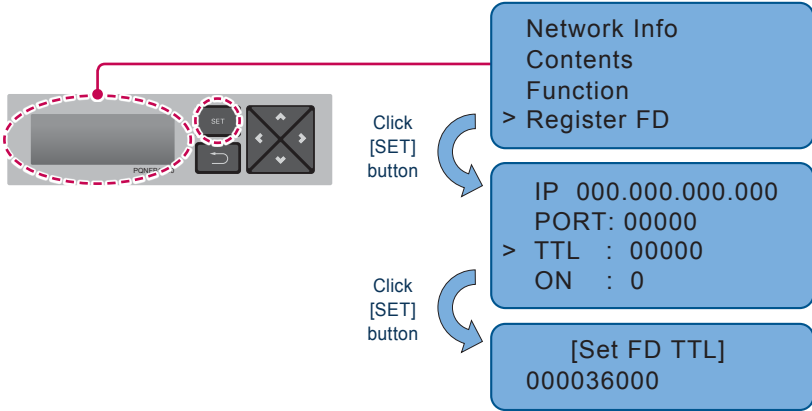 Network Info
Contents
Function
> Register FD
SET
Click
[SET]
button
IP 000.000.000.000
PORT: 00000
> TTL : 00000
ON : 0
Click
[SET]
button
[Set FD TTL]
000036000